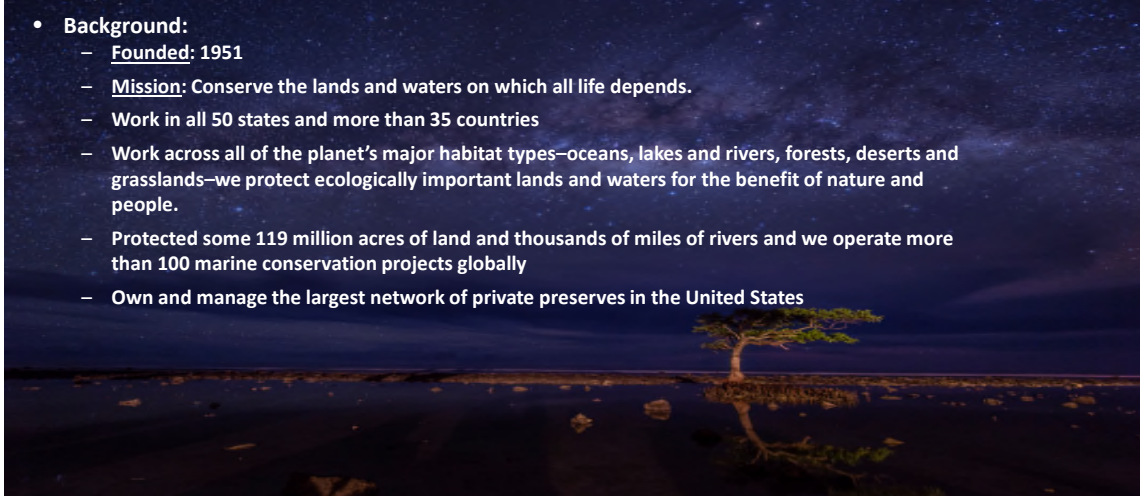 • Background:
– Founded: 1951
– Mission: Conserve the lands and waters on which all life depends.
– Work in all 50 states and more than 35 countries
– Work across all of the planet’s major habitat types–oceans, lakes and rivers, forests, deserts and
grasslands–we protect ecologically important lands and waters for the benefit of nature and
people.
– Protected some 119 million acres of land and thousands of miles of rivers and we operate more
than 100 marine conservation projects globally
– Own and manage the largest network of private preserves in the United States